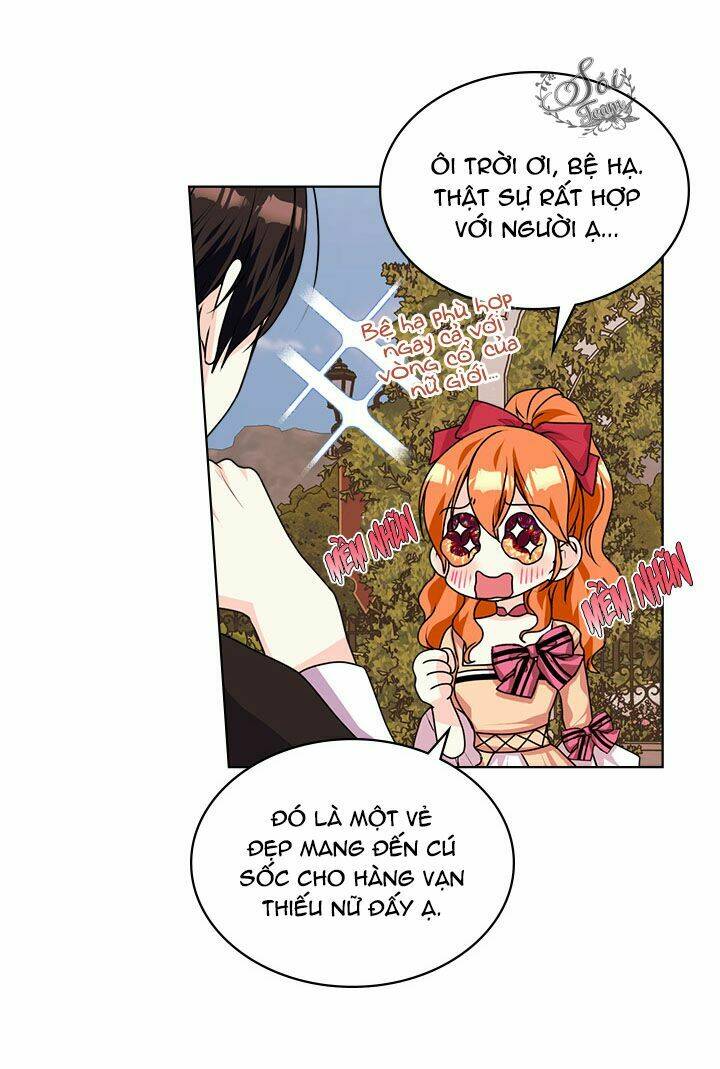 Sói
Team
ÔI TRỜI ƠI, BỆ HẠ.
THẬT SỰ RẤT HỢP
VỚI NGƯỜI Ạ...
Bệ hạ phù hợp
ngay cả với
vòng cổ của
nữ giới...
MỀM NHŨN
MỀM NHŨN
ĐÓ LÀ MỘT VẺ
ĐẸP MANG ĐẾN CÚ
SỐC CHO HÀNG VẠN
THIẾU NỮ ĐẤY Ạ.